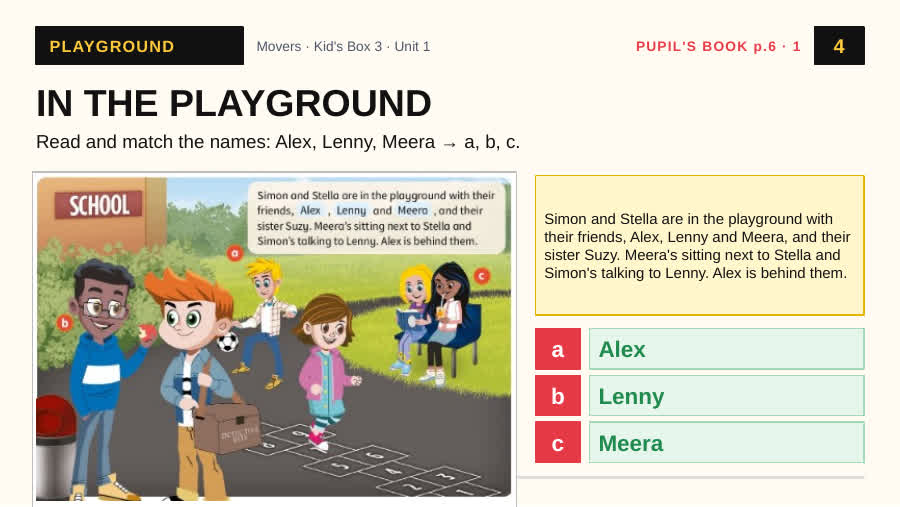 PLAYGROUND
Movers · Kid's Box 3 · Unit 1
PUPIL'S BOOK p.6 · 1
4
IN THE PLAYGROUND
Read and match the names: Alex, Lenny, Meera → a, b, c.
SCHOOL
Simon and Stella are in the playground with their
friends, Alex , Lenny and Meera , and their
sister Suzy. Meera's sitting next to Stella and
Simon's talking to Lenny. Alex is behind them.
a
b
c
Simon and Stella are in the playground with
their friends, Alex, Lenny and Meera, and their
sister Suzy. Meera's sitting next to Stella and
Simon's talking to Lenny. Alex is behind them.
a Alex
b Lenny
c Meera